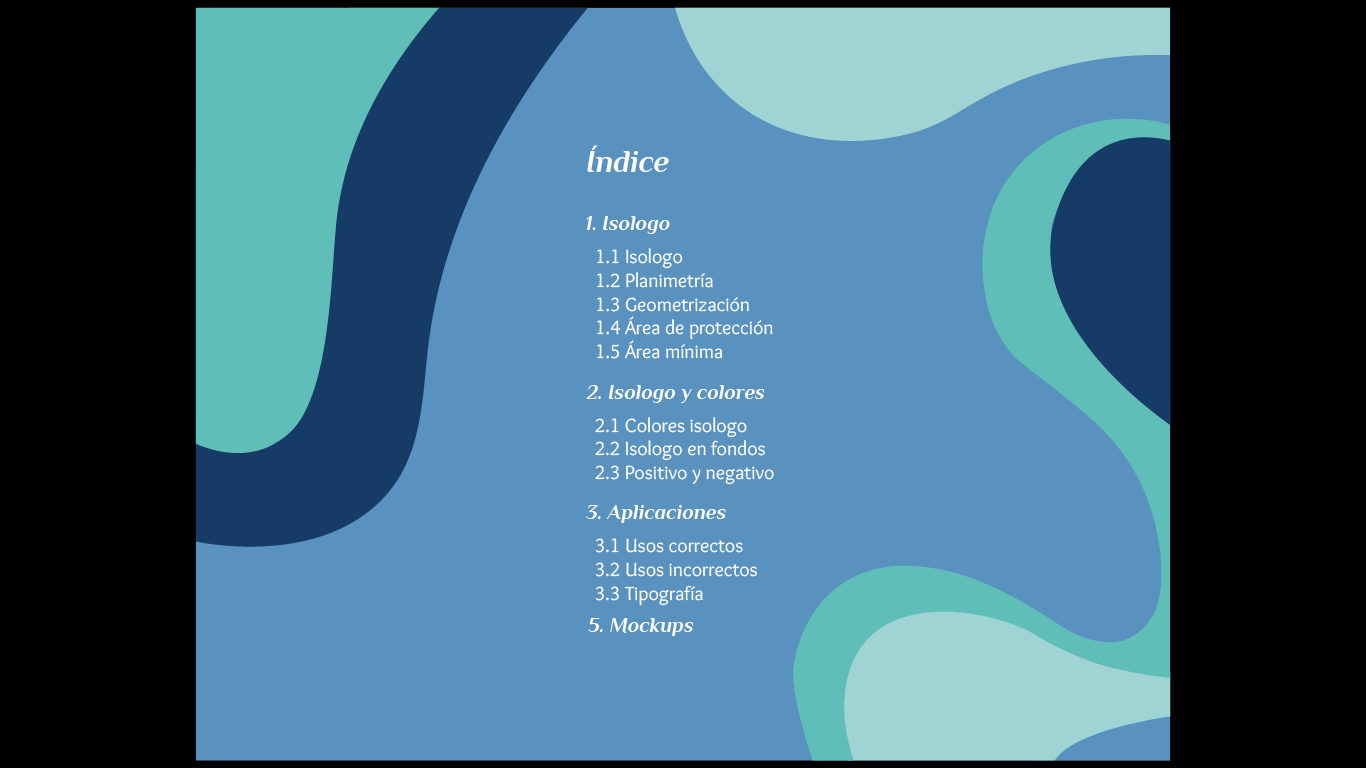 Índice
1. Isologo
1.1 Isologo
1.2 Planimetría
1.3 Geometrización
1.4 Área de protección
1.5 Área mínima
2. Isologo y colores
2.1 Colores isologo
2.2 Isologo en fondos
2.3 Positivo y negativo
3. Aplicaciones
3.1 Usos correctos
3.2 Usos incorrectos
3.3 Tipografía
5. Mockups